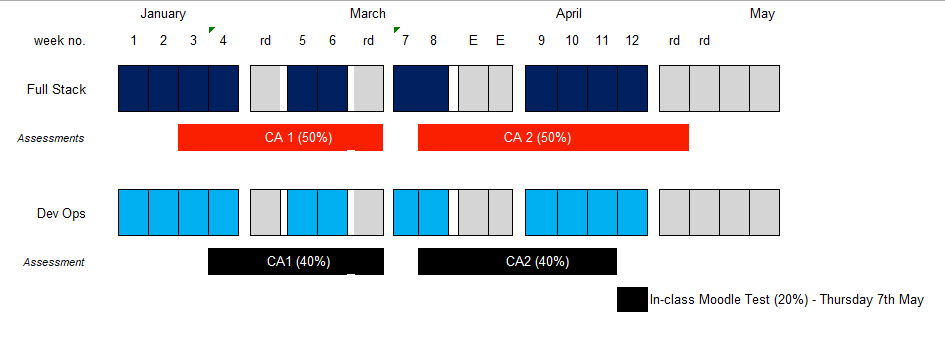 January March April May
week no. 1 2 3 4 rd 5 6 rd 7 8 E E 9 10 11 12 rd rd
Full Stack
Assessments CA 1 (50%) CA 2 (50%)
Dev Ops
Assessment CA1 (40%) CA2 (40%)
In-class Moodle Test (20%) - Thursday 7th May